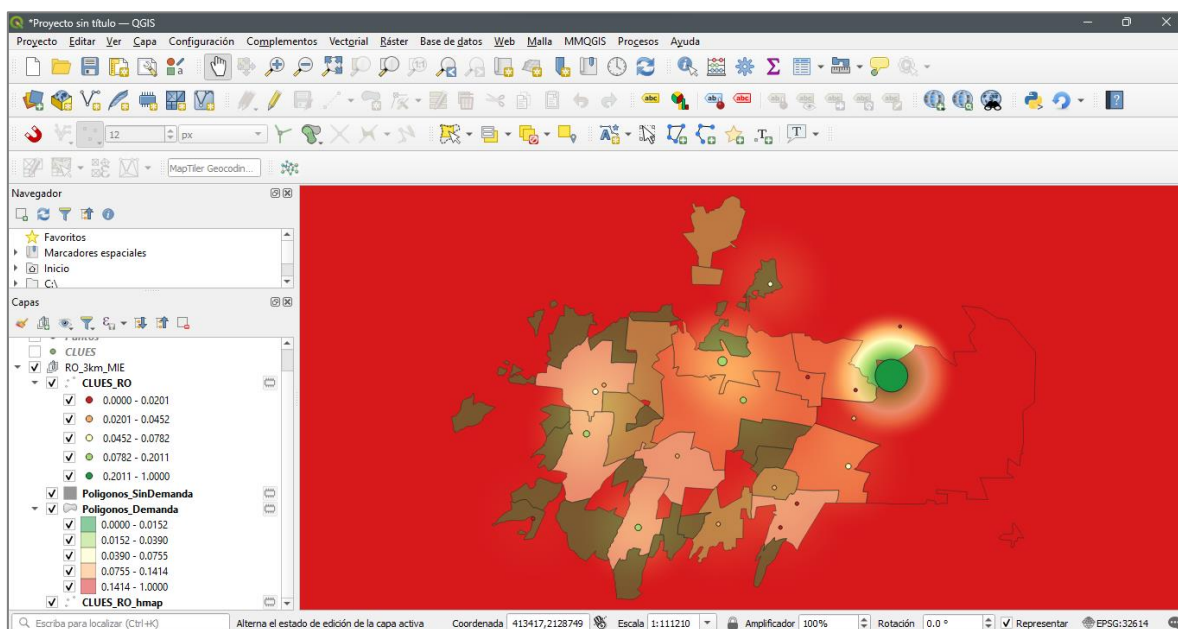 *Proyecto sin título — QGIS
Proyecto Editar Ver Capa Configuración Complementos Vectorial Ráster Base de datos Web Malla MMQGIS Procesos Ayuda
abc abc abc
12 px
T T
MapTiler Geocodin...
Navegador
Favoritos
Marcadores espaciales
Inicio
C:\
Capas
Puntos
CLUES
RO_3km_MIE
CLUES_RO
0.0000 - 0.0201
0.0201 - 0.0452
0.0452 - 0.0782
0.0782 - 0.2011
0.2011 - 1.0000
Poligonos_SinDemanda
Poligonos_Demanda
0.0000 - 0.0152
0.0152 - 0.0390
0.0390 - 0.0755
0.0755 - 0.1414
0.1414 - 1.0000
CLUES_RO_hmap
Escriba para localizar (Ctrl+K) Alterna el estado de edición de la capa activa Coordenada 413417,2128749 Escala 1:111210 Amplificador 100% Rotación 0.0 ° Representar EPSG:32614